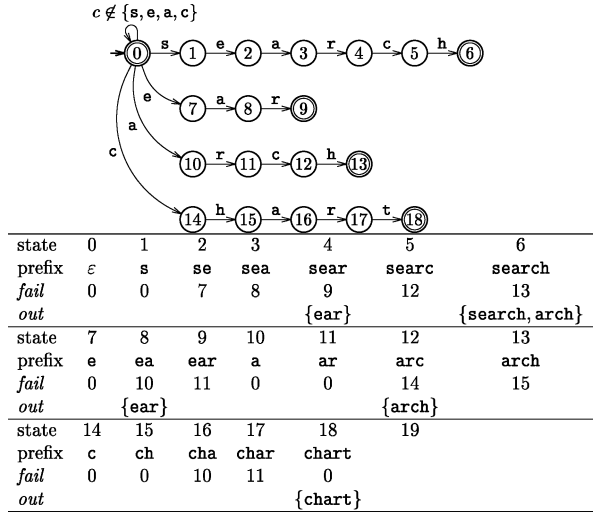 c ∉ {s, e, a, c}
0 s 1 e 2 a 3 r 4 c 5 h 6
e 7 a 8 r 9
a 10 r 11 c 12 h 13
c 14 h 15 a 16 r 17 t 18
state 0 1 2 3 4 5 6
prefix ε s se sea sear searc search
fail 0 0 7 8 9 12 13
out {ear} {search, arch}
state 7 8 9 10 11 12 13
prefix e ea ear a ar arc arch
fail 0 10 11 0 0 14 15
out {ear} {arch}
state 14 15 16 17 18 19
prefix c ch cha char chart
fail 0 0 10 11 0
out {chart}